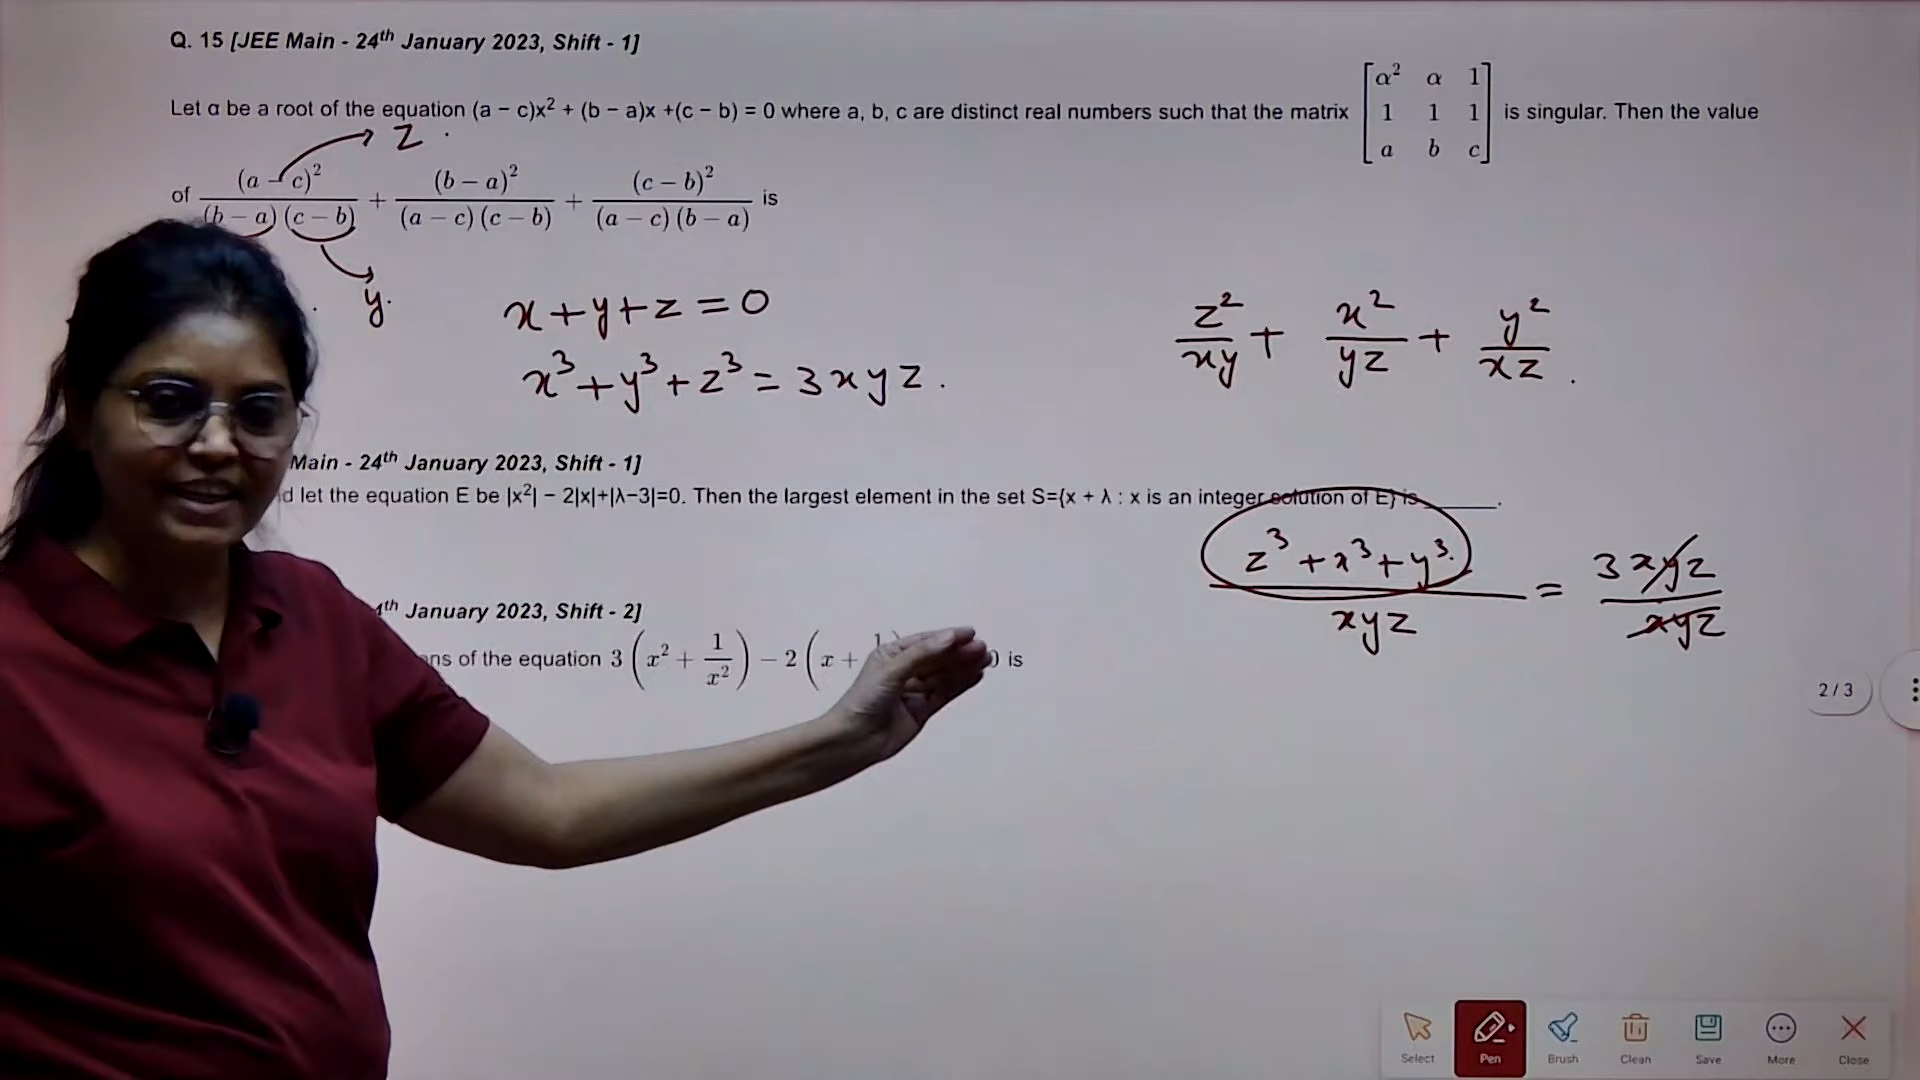 Q. 15 [JEE Main - 24th January 2023, Shift - 1]
Let α be a root of the equation (a − c)x² + (b − a)x +(c − b) = 0 where a, b, c are distinct real numbers such that the matrix [α² α 1; 1 1 1; a b c] is singular. Then the value
of (a − c)²/((b − a)(c − b)) + (b − a)²/((a − c)(c − b)) + (c − b)²/((a − c)(b − a)) is
z
y.
x+y+z=0
x³+y³+z³=3xyz.
z²/xy + x²/yz + y²/xz.
Main - 24th January 2023, Shift - 1]
let the equation E be |x²| − 2|x|+|λ−3|=0. Then the largest element in the set S={x + λ : x is an integer solution of E} is ______.
(z³+x³+y³)/xyz = 3xyz/xyz
January 2023, Shift - 2]
of the equation 3(x² + 1/x²) − 2(x + is
2 / 3
Select Pen Brush Clean Save More Close